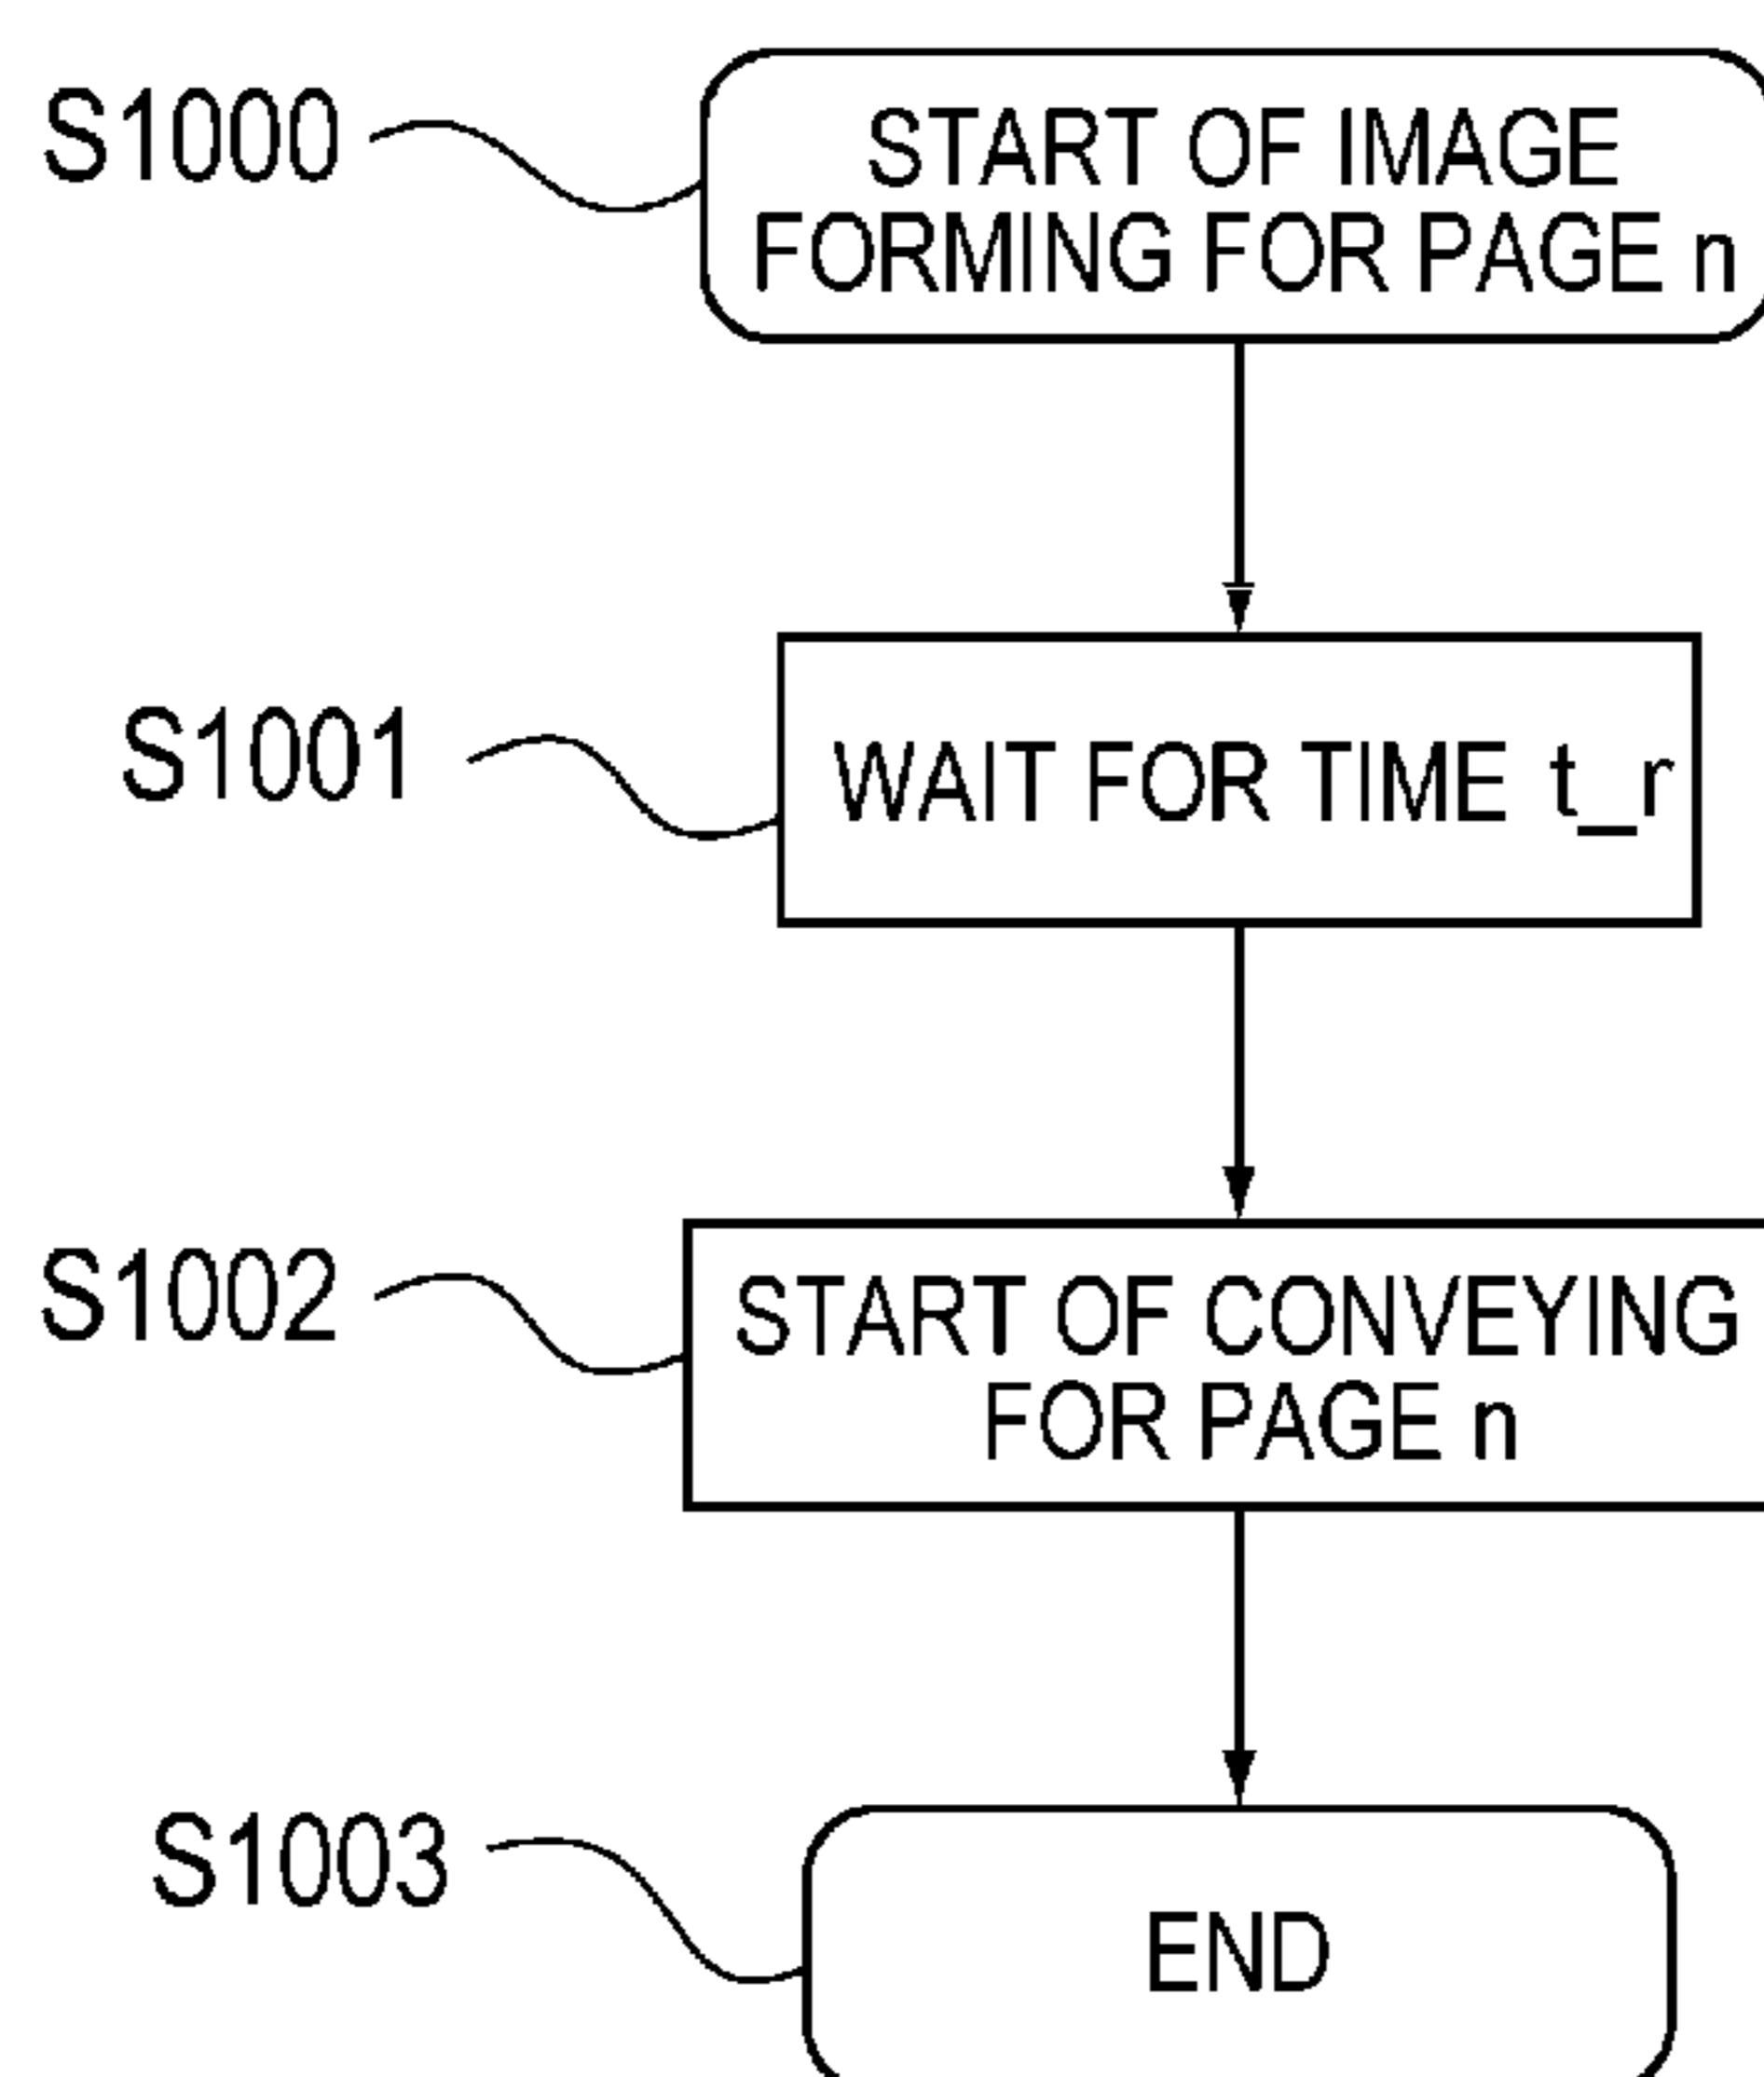 S1000
START OF IMAGE
FORMING FOR PAGE n
S1001
WAIT FOR TIME t_r
S1002
START OF CONVEYING
FOR PAGE n
S1003
END